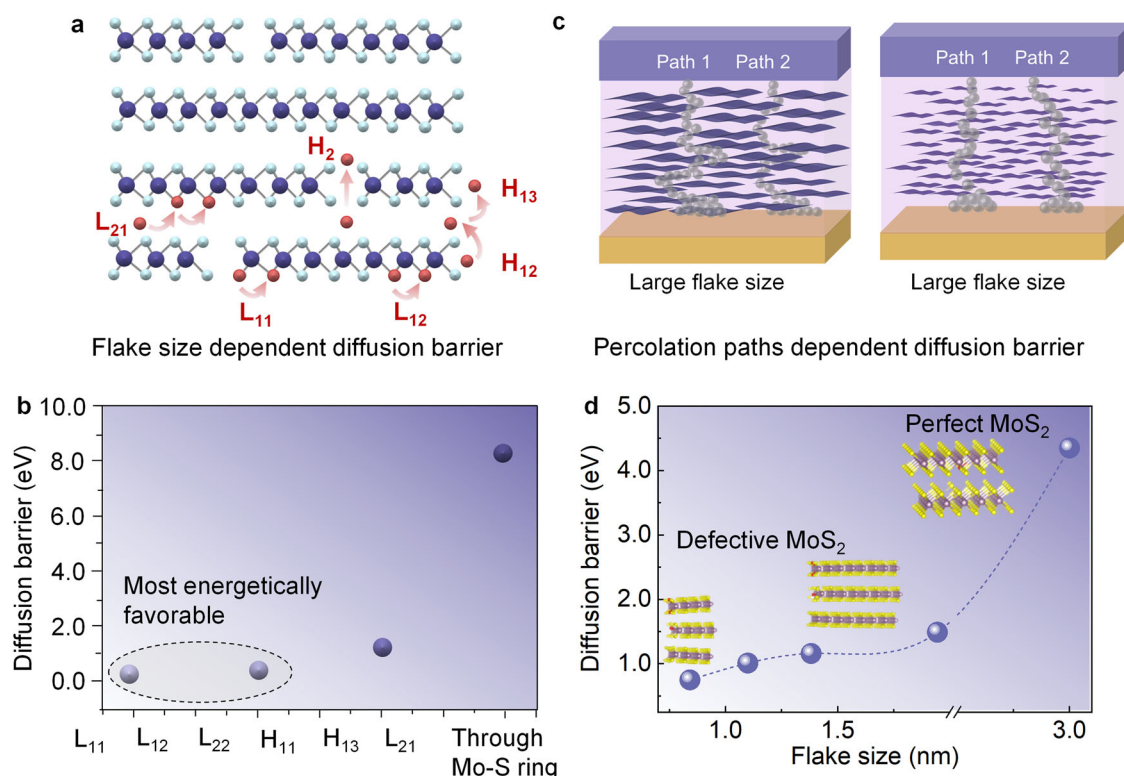 a
H2
H13
L21
H12
L11
L12
Flake size dependent diffusion barrier
c
Path 1 Path 2
Path 1 Path 2
Large flake size
Large flake size
Percolation paths dependent diffusion barrier
b
10.0
8.0
6.0
4.0
2.0
0.0
Diffusion barrier (eV)
Most energetically
favorable
L11 L12 L22 H11 H13 L21 Through
Mo-S ring
d
5.0
4.0
3.0
2.0
1.0
Diffusion barrier (eV)
Perfect MoS2
Defective MoS2
1.0 1.5 3.0
Flake size (nm)